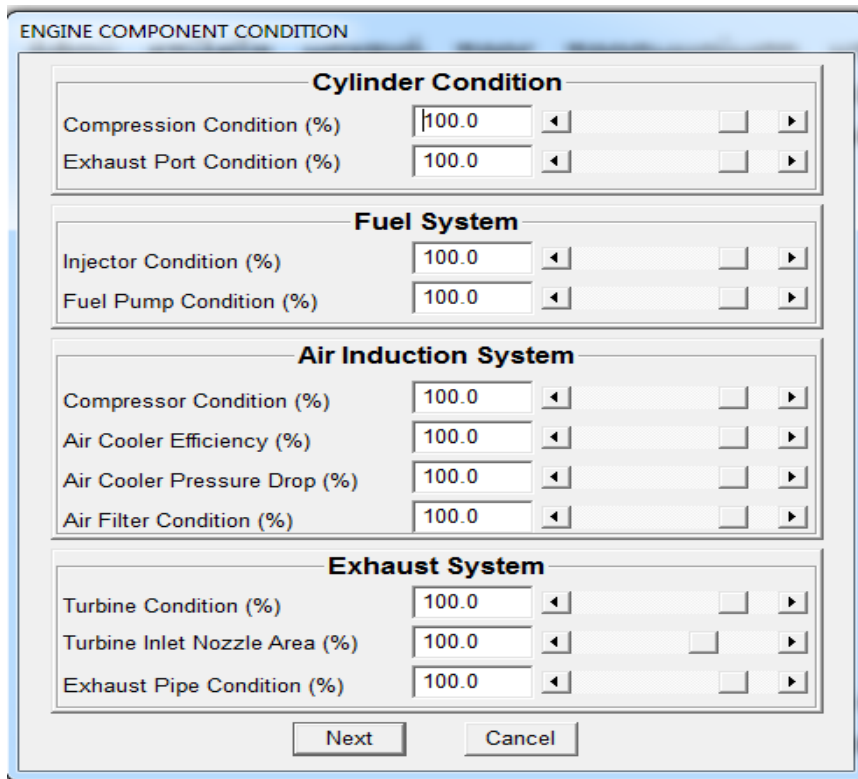 ENGINE COMPONENT CONDITION
Cylinder Condition
Compression Condition (%) 100.0
Exhaust Port Condition (%) 100.0
Fuel System
Injector Condition (%) 100.0
Fuel Pump Condition (%) 100.0
Air Induction System
Compressor Condition (%) 100.0
Air Cooler Efficiency (%) 100.0
Air Cooler Pressure Drop (%) 100.0
Air Filter Condition (%) 100.0
Exhaust System
Turbine Condition (%) 100.0
Turbine Inlet Nozzle Area (%) 100.0
Exhaust Pipe Condition (%) 100.0
Next Cancel